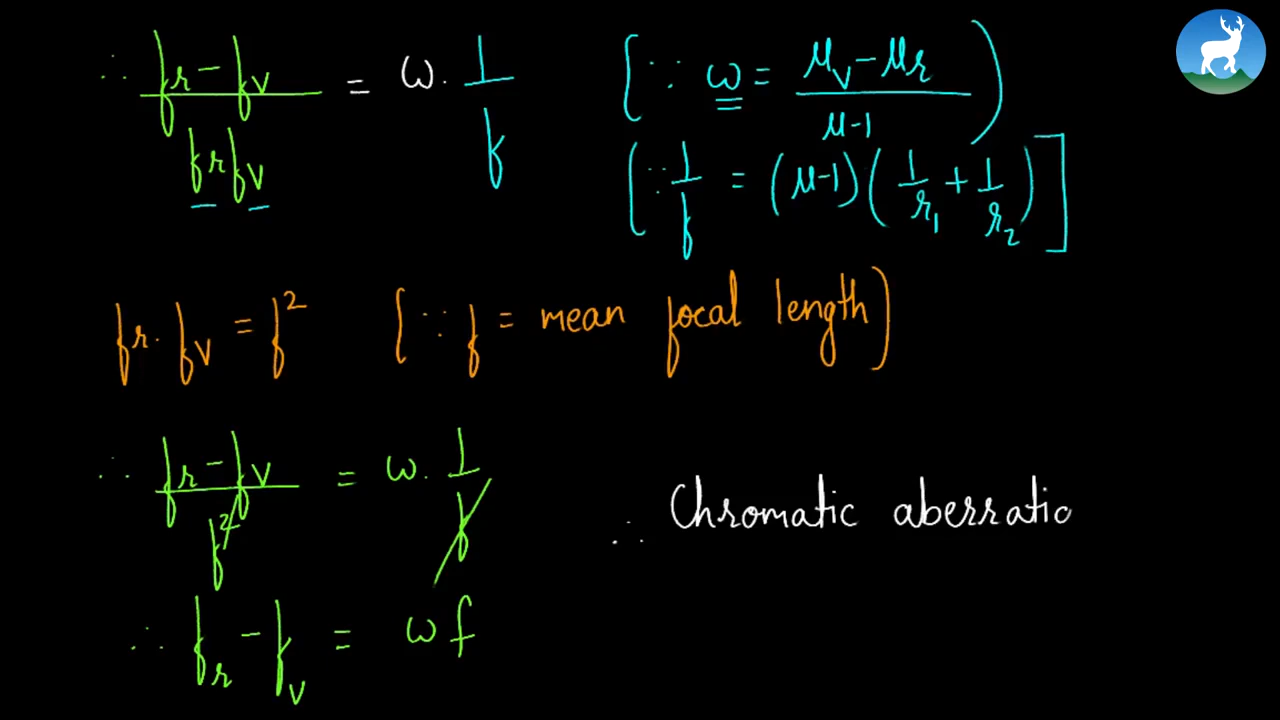 ∴ (fr − fv)/(fr fv) = ω · 1/f [∵ ω = (μv − μr)/(μ−1)]
[∵ 1/f = (μ−1)(1/r1 + 1/r2)]
fr · fv = f² [∵ f = mean focal length]
∴ (fr − fv)/f² = ω · 1/f
∴ Chromatic aberratio
∴ fr − fv = ω f